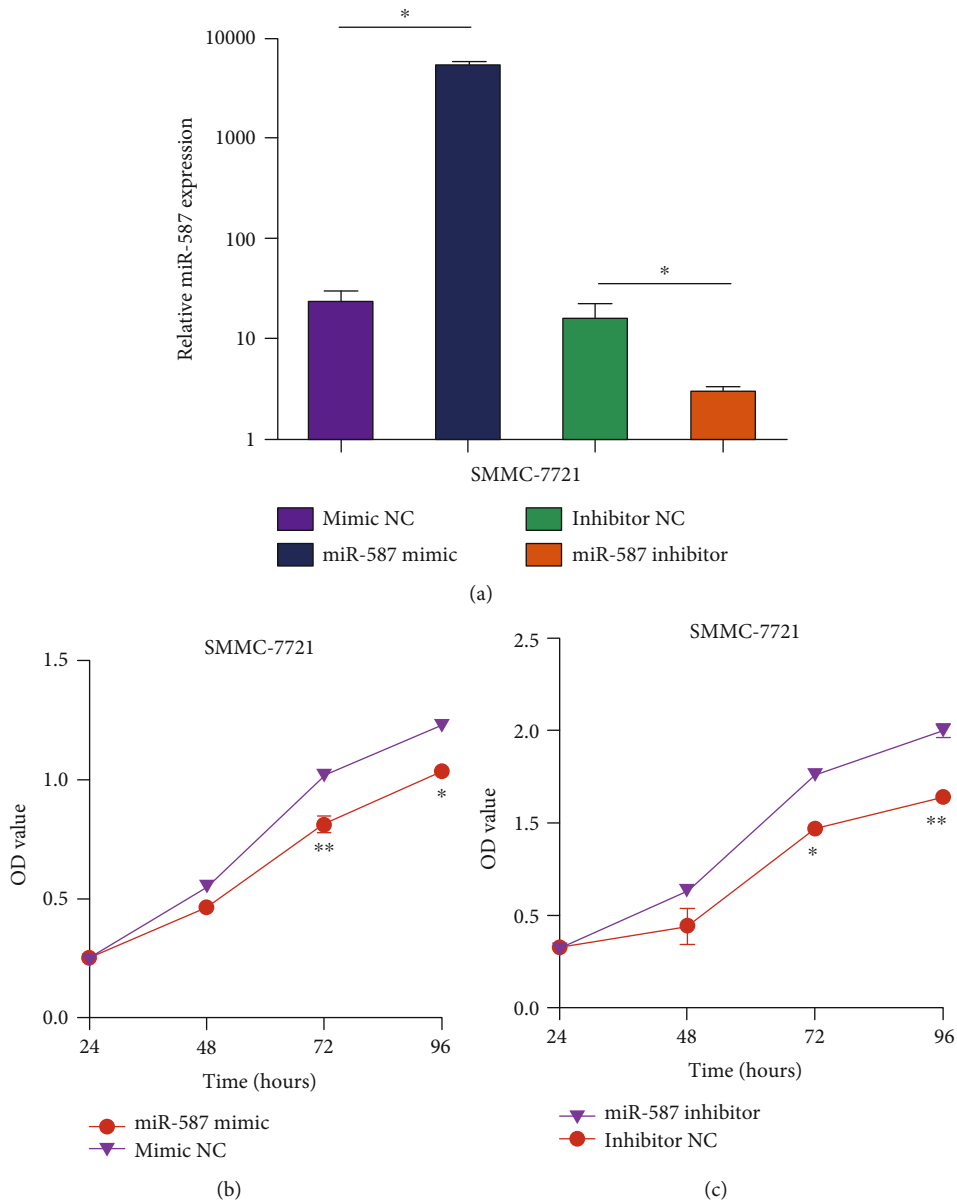 *
10000
1000
100
10
1
Relative miR-587 expression
*
SMMC-7721
Mimic NC
Inhibitor NC
miR-587 mimic
miR-587 inhibitor
(a)
SMMC-7721
1.5
1.0
0.5
0.0
OD value
**
*
24 48 72 96
Time (hours)
miR-587 mimic
Mimic NC
(b)
SMMC-7721
2.5
2.0
1.5
0.5
0.0
OD value
*
**
24 48 72 96
Time (hours)
miR-587 inhibitor
Inhibitor NC
(c)